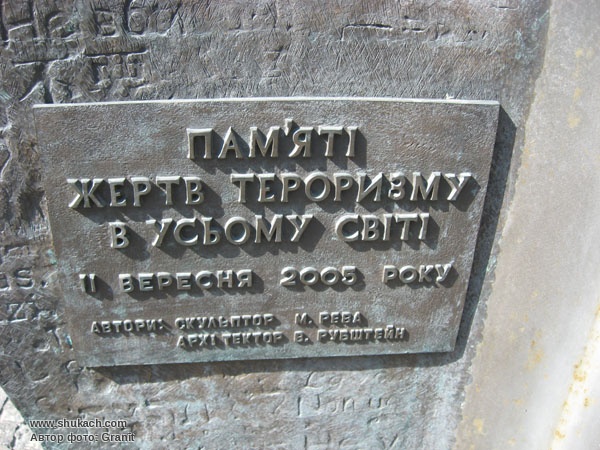 ПАМ'ЯТІ
ЖЕРТВ ТЕРОРИЗМУ
В УСЬОМУ СВІТІ
11 ВЕРЕСНЯ 2005 РОКУ
АВТОРИ: СКУЛЬПТОР М. РЕВА
АРХІТЕКТОР В. РУБШТЕЙН
www.shukach.com
Автор фото: Granit